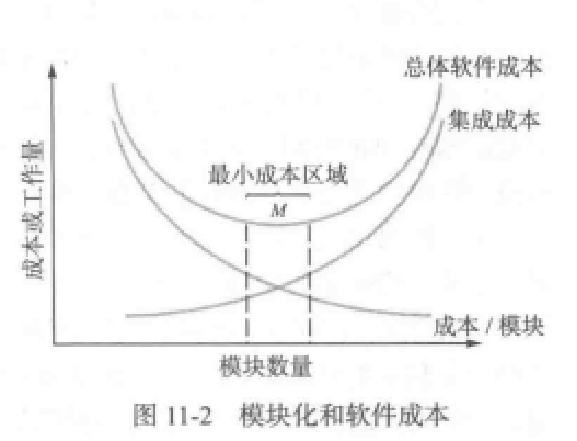 总体软件成本
集成成本
最小成本区域
M
成本或工作量
成本 / 模块
模块数量
图 11-2 模块化和软件成本